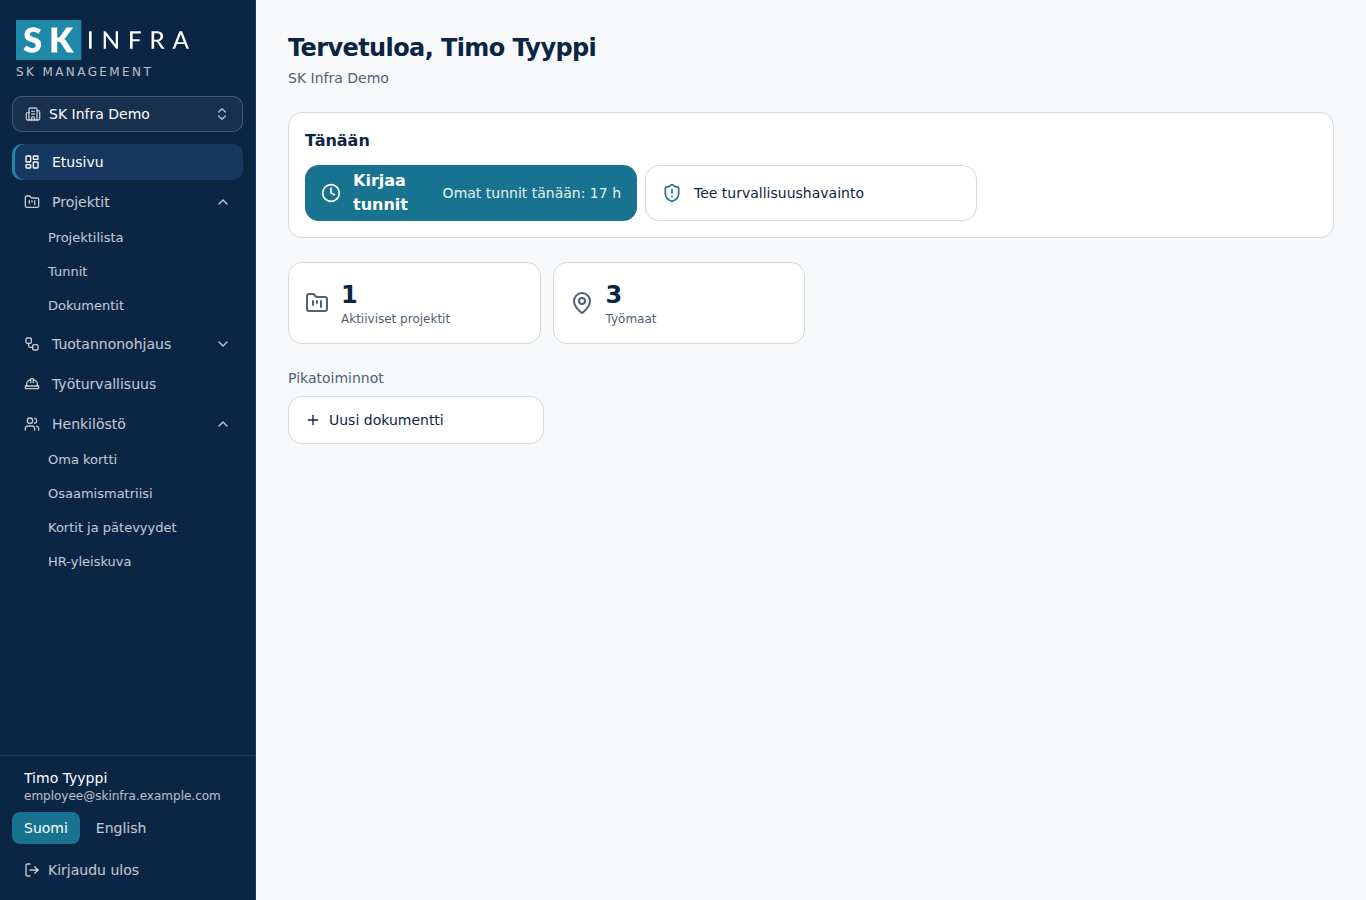 SK INFRA
SK MANAGEMENT
SK Infra Demo
Etusivu
Projektit
Projektilista
Tunnit
Dokumentit
Tuotannonohjaus
Työturvallisuus
Henkilöstö
Oma kortti
Osaamismatriisi
Kortit ja pätevyydet
HR-yleiskuva
Timo Tyyppi
employee@skinfra.example.com
Suomi English
Kirjaudu ulos
Tervetuloa, Timo Tyyppi
SK Infra Demo
Tänään
Kirjaa
tunnit
Omat tunnit tänään: 17 h
Tee turvallisuushavainto
1
Aktiiviset projektit
3
Työmaat
Pikatoiminnot
Uusi dokumentti